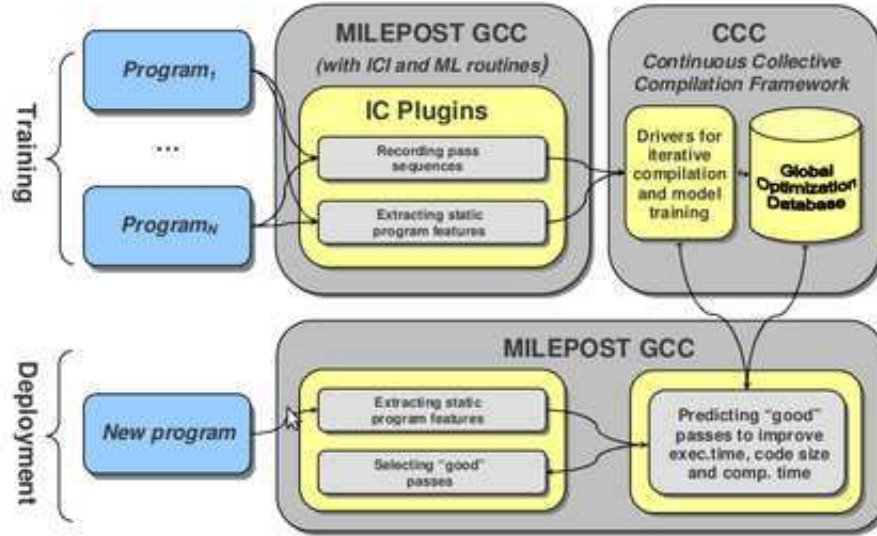 Training
Program₁
...
Programɴ
MILEPOST GCC
(with ICI and ML routines)
IC Plugins
Recording pass
sequences
Extracting static
program features
CCC
Continuous Collective
Compilation Framework
Drivers for
iterative
compilation
and model
training
Global
Optimization
Database
Deployment
New program
MILEPOST GCC
Extracting static
program features
Selecting “good”
passes
Predicting “good”
passes to improve
exec.time, code size
and comp. time